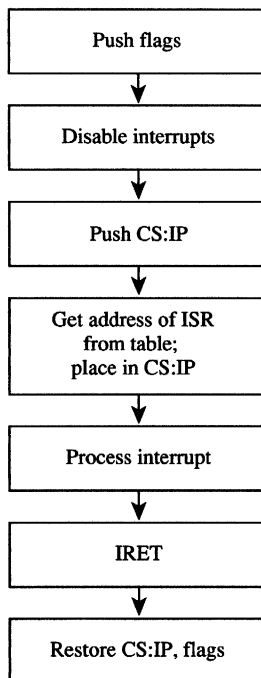 Push flags
Disable interrupts
Push CS:IP
Get address of ISR
from table;
place in CS:IP
Process interrupt
IRET
Restore CS:IP, flags